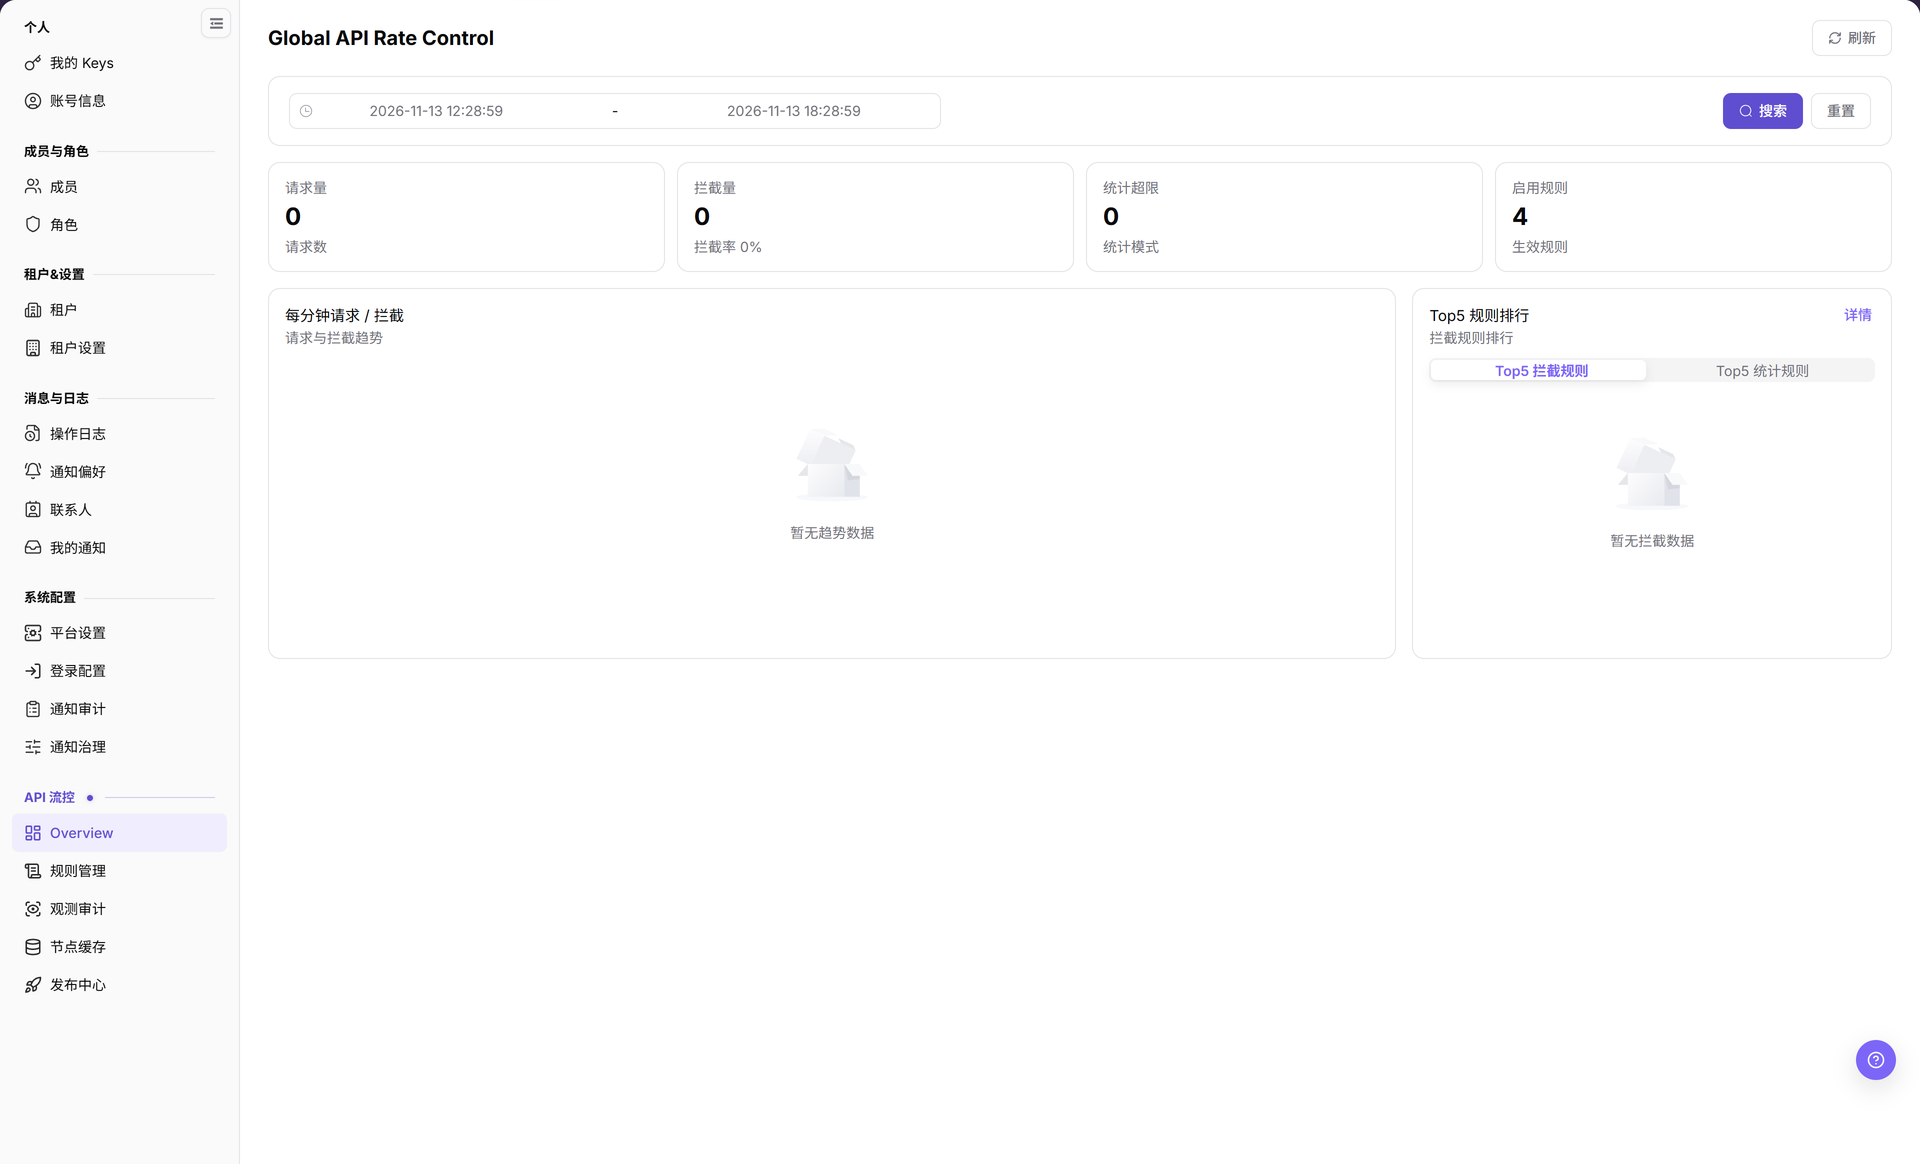 个人
我的 Keys
账号信息
成员与角色
成员
角色
租户&设置
租户
租户设置
消息与日志
操作日志
通知偏好
联系人
我的通知
系统配置
平台设置
登录配置
通知审计
通知治理
API 流控
Overview
规则管理
观测审计
节点缓存
发布中心
Global API Rate Control
刷新
2026-11-13 12:28:59 - 2026-11-13 18:28:59
搜索
重置
请求量
0
请求数
拦截量
0
拦截率 0%
统计超限
0
统计模式
启用规则
4
生效规则
每分钟请求 / 拦截
请求与拦截趋势
暂无趋势数据
Top5 规则排行
详情
拦截规则排行
Top5 拦截规则
Top5 统计规则
暂无拦截数据